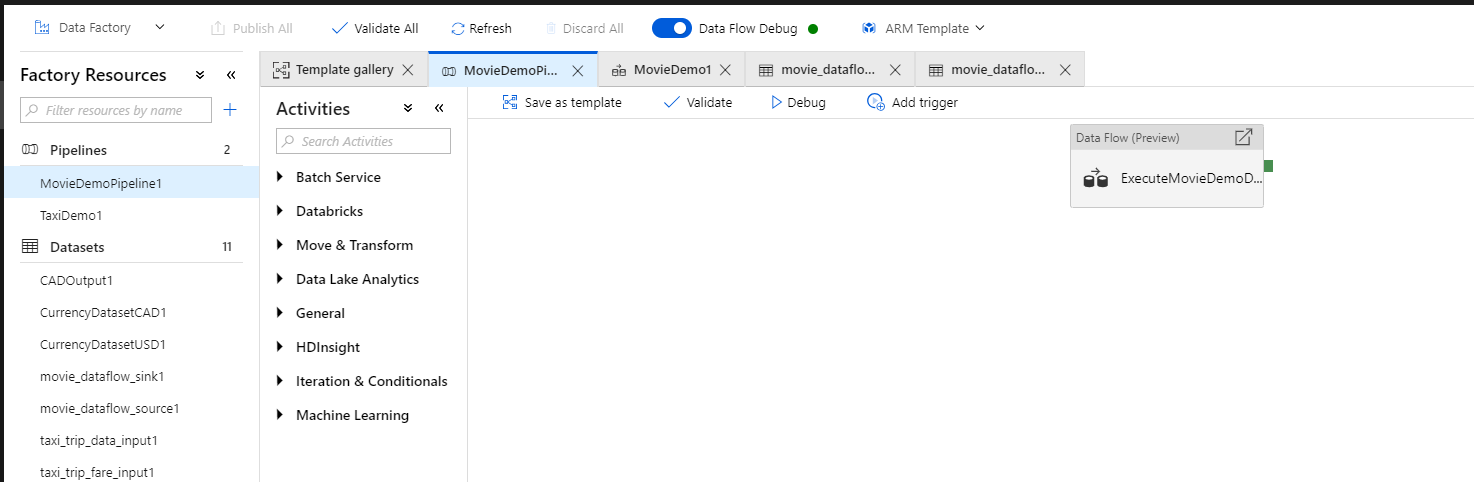 Data Factory
Publish All
Validate All
Refresh
Discard All
Data Flow Debug
ARM Template
Factory Resources
Filter resources by name
Pipelines 2
MovieDemoPipeline1
TaxiDemo1
Datasets 11
CADOutput1
CurrencyDatasetCAD1
CurrencyDatasetUSD1
movie_dataflow_sink1
movie_dataflow_source1
taxi_trip_data_input1
taxi_trip_fare_input1
Template gallery
MovieDemoPi...
MovieDemo1
movie_dataflo...
movie_dataflo...
Activities
Search Activities
Batch Service
Databricks
Move & Transform
Data Lake Analytics
General
HDInsight
Iteration & Conditionals
Machine Learning
Save as template
Validate
Debug
Add trigger
Data Flow (Preview)
ExecuteMovieDemoD...